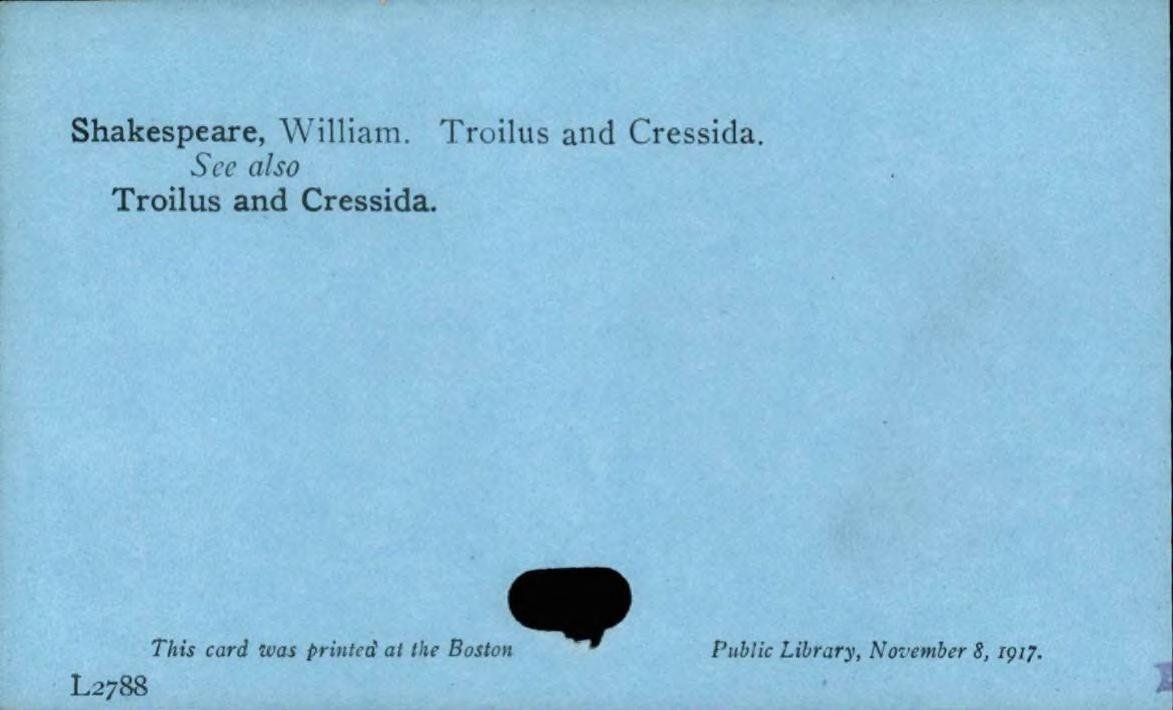 Shakespeare, William. Troilus and Cressida.
See also
Troilus and Cressida.
This card was printed at the Boston Public Library, November 8, 1917.
L2788